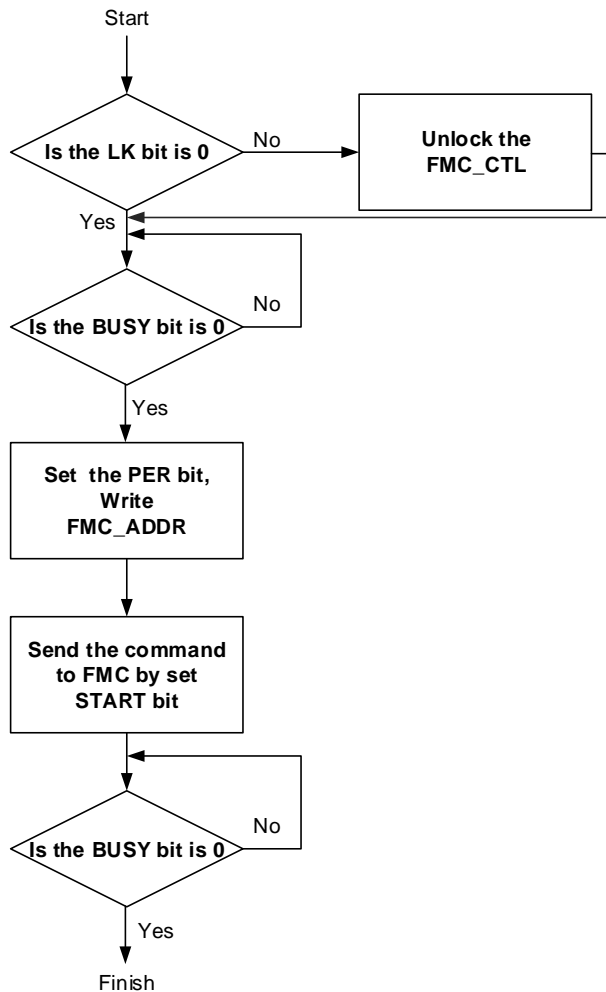 Start
Is the LK bit is 0
No
Unlock the
FMC_CTL
Yes
No
Is the BUSY bit is 0
Yes
Set the PER bit,
Write
FMC_ADDR
Send the command
to FMC by set
START bit
No
Is the BUSY bit is 0
Yes
Finish